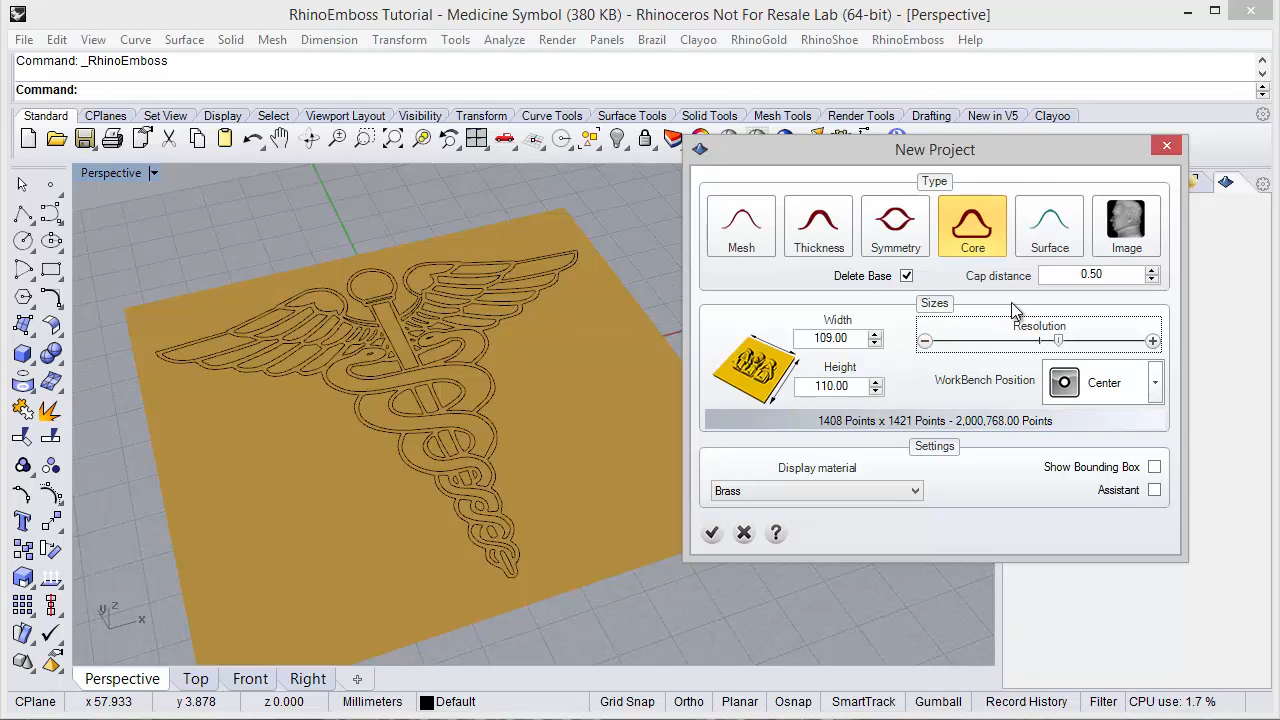 RhinoEmboss Tutorial - Medicine Symbol (380 KB) - Rhinoceros Not For Resale Lab (64-bit) - [Perspective]
File Edit View Curve Surface Solid Mesh Dimension Transform Tools Analyze Render Panels Brazil Clayoo RhinoGold RhinoShoe RhinoEmboss Help
Command: _RhinoEmboss
Command:
Standard CPlanes Set View Display Select Viewport Layout Visibility Transform Curve Tools Surface Tools Solid Tools Mesh Tools Render Tools Drafting New in V5 Clayoo
Perspective
New Project
Type
Mesh Thickness Symmetry Core Surface Image
Delete Base Cap distance 0.50
Sizes
Width Resolution
109.00
Height
WorkBench Position Center
110.00
1408 Points x 1421 Points - 2,000,768.00 Points
Settings
Display material Show Bounding Box
Brass Assistant
y z x
Perspective Top Front Right
CPlane x 57.933 y 3.878 z 0.000 Millimeters Default Grid Snap Ortho Planar Osnap SmartTrack Gumball Record History Filter CPU use: 1.7 %